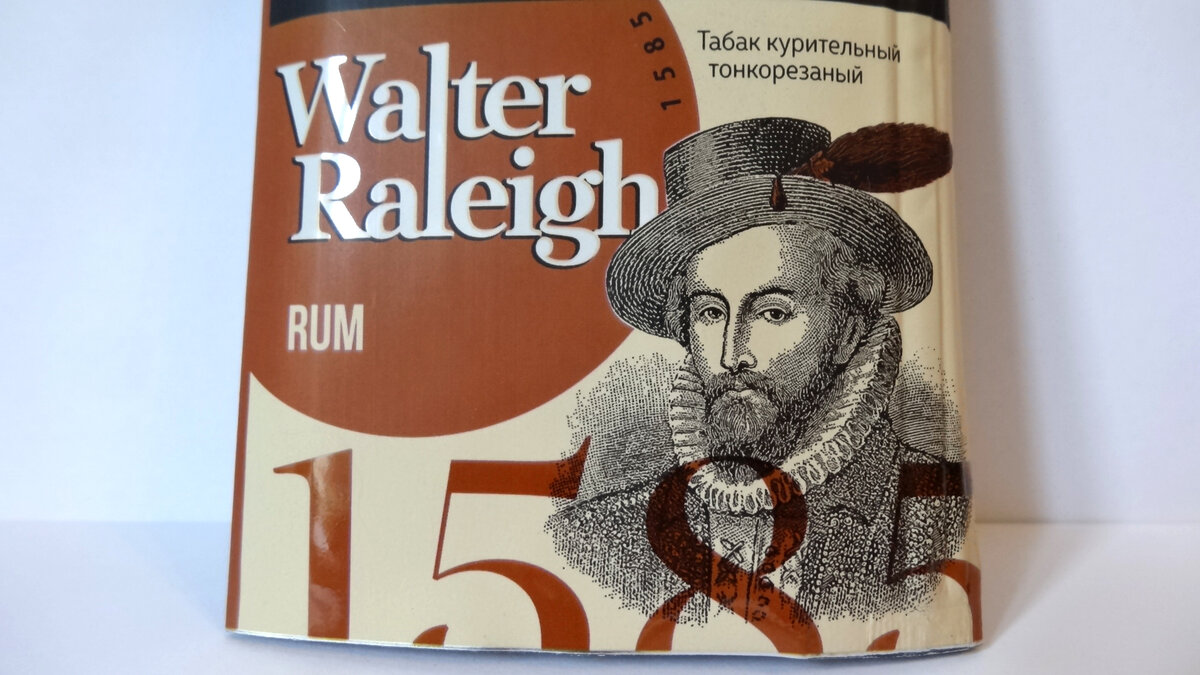 Walter
Raleigh
1585
Табак курительный
тонкорезаный
RUM
1585